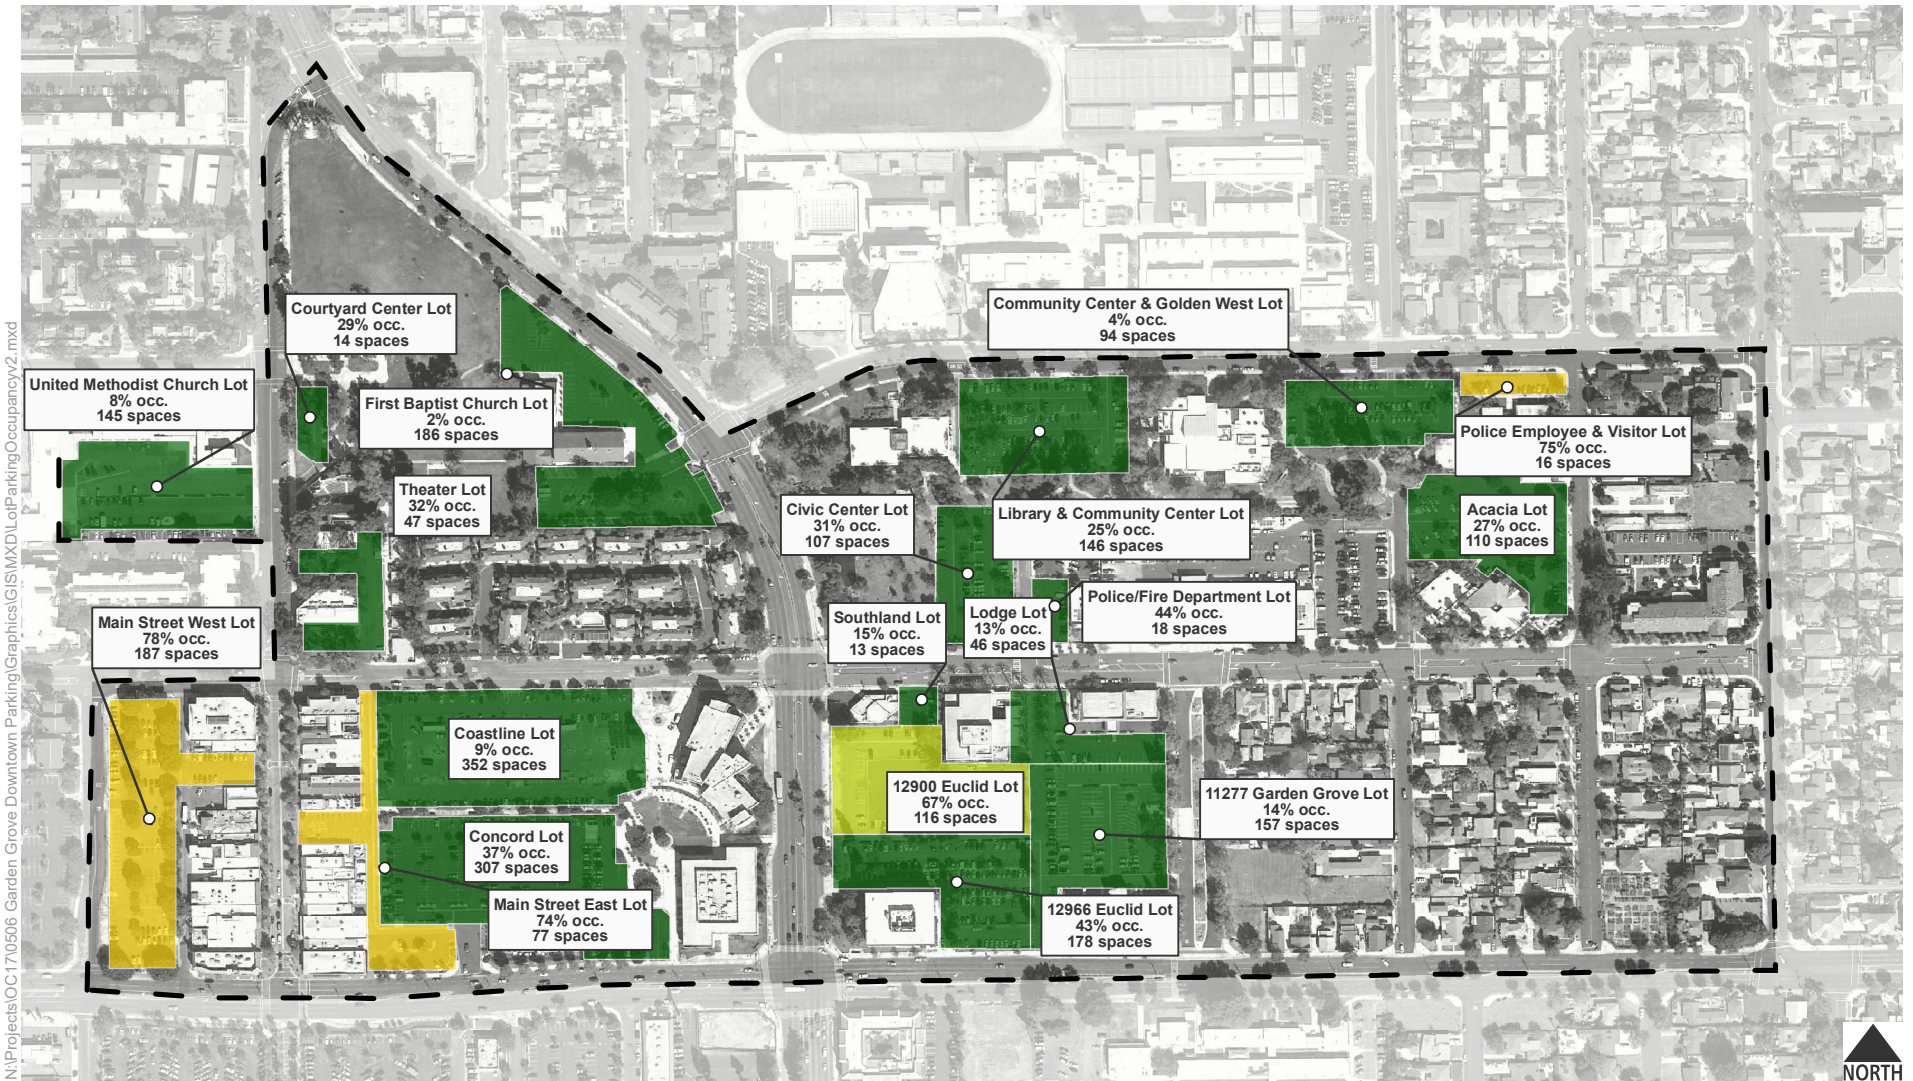 Community Center & Golden West Lot
4% occ.
94 spaces
Courtyard Center Lot
29% occ.
14 spaces
United Methodist Church Lot
8% occ.
145 spaces
First Baptist Church Lot
2% occ.
186 spaces
Police Employee & Visitor Lot
75% occ.
16 spaces
Theater Lot
32% occ.
47 spaces
Civic Center Lot
31% occ.
107 spaces
Library & Community Center Lot
25% occ.
146 spaces
Acacia Lot
27% occ.
110 spaces
Main Street West Lot
78% occ.
187 spaces
Southland Lot
15% occ.
13 spaces
Lodge Lot
13% occ.
46 spaces
Police/Fire Department Lot
44% occ.
18 spaces
Coastline Lot
9% occ.
352 spaces
12900 Euclid Lot
67% occ.
116 spaces
11277 Garden Grove Lot
14% occ.
157 spaces
Concord Lot
37% occ.
307 spaces
Main Street East Lot
74% occ.
77 spaces
12966 Euclid Lot
43% occ.
178 spaces
N:\Projects\OC17\0506 Garden Grove Downtown Parking\Graphics\GIS\MXD\LotParkingOccupancyv2.mxd
NORTH